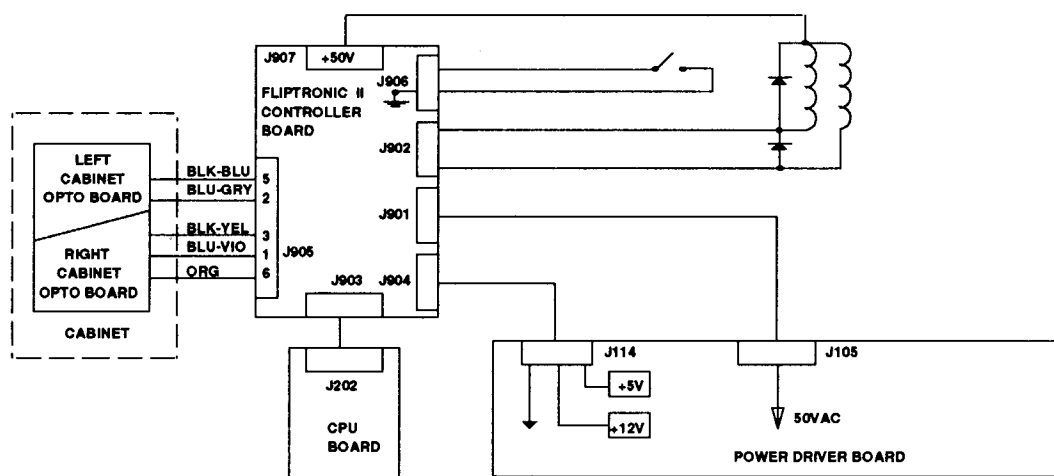 J907
+50V
J906
FLIPTRONIC II
CONTROLLER
BOARD
J902
LEFT
CABINET
OPTO BOARD
BLK-BLU
5
BLU-GRY
2
J901
BLK-YEL
3
BLU-VIO
1
J905
ORG
6
RIGHT
CABINET
OPTO BOARD
J904
J903
CABINET
J114
J105
J202
+5V
+12V
50VAC
CPU
BOARD
POWER DRIVER BOARD